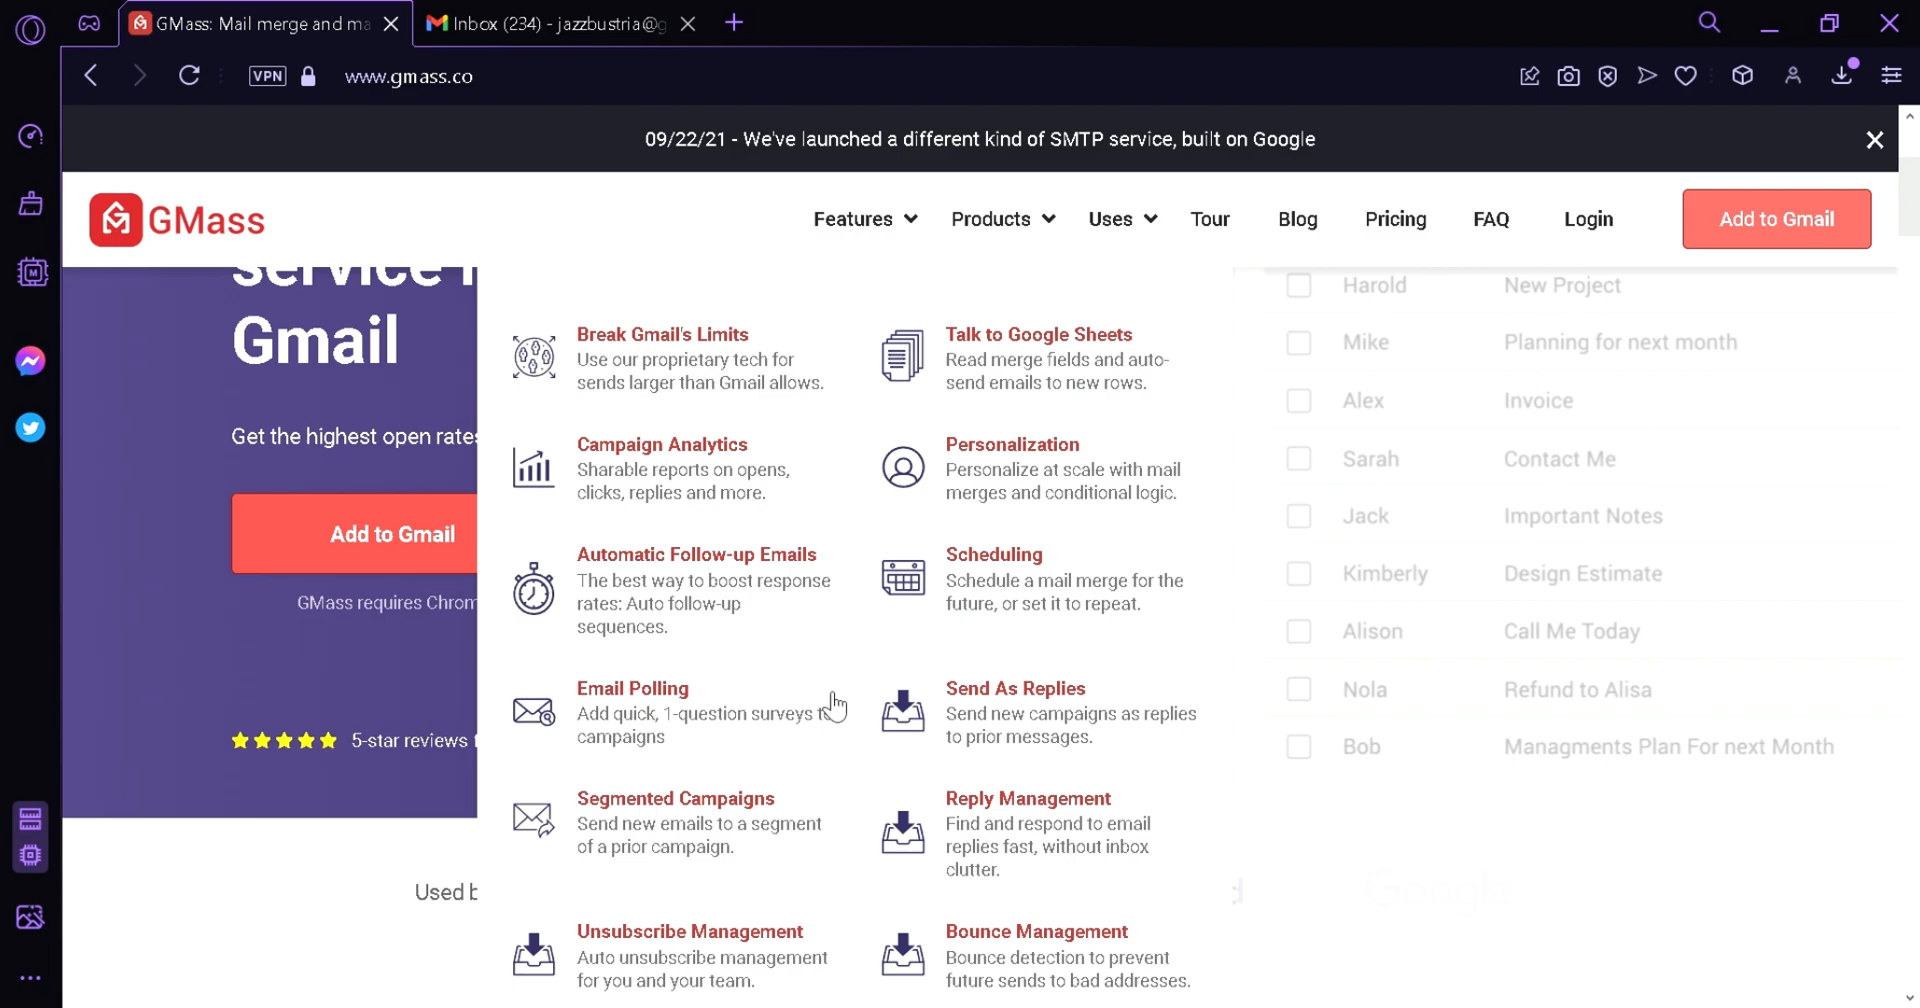 GMass: Mail merge and ma
Inbox (234) - jazzbustria@g
VPN
www.gmass.co
09/22/21 - We've launched a different kind of SMTP service, built on Google
GMass
Features
Products
Uses
Tour
Blog
Pricing
FAQ
Login
Add to Gmail
Gmail
Get the highest open rates
Add to Gmail
GMass requires Chrom
5-star reviews
Used b
Break Gmail's Limits
Use our proprietary tech for
sends larger than Gmail allows.
Campaign Analytics
Sharable reports on opens,
clicks, replies and more.
Automatic Follow-up Emails
The best way to boost response
rates: Auto follow-up
sequences.
Email Polling
Add quick, 1-question surveys to
campaigns
Segmented Campaigns
Send new emails to a segment
of a prior campaign.
Unsubscribe Management
Auto unsubscribe management
for you and your team.
Talk to Google Sheets
Read merge fields and auto-
send emails to new rows.
Personalization
Personalize at scale with mail
merges and conditional logic.
Scheduling
Schedule a mail merge for the
future, or set it to repeat.
Send As Replies
Send new campaigns as replies
to prior messages.
Reply Management
Find and respond to email
replies fast, without inbox
clutter.
Bounce Management
Bounce detection to prevent
future sends to bad addresses.
Harold New Project
Mike Planning for next month
Alex Invoice
Sarah Contact Me
Jack Important Notes
Kimberly Design Estimate
Alison Call Me Today
Nola Refund to Alisa
Bob Managments Plan For next Month
Google